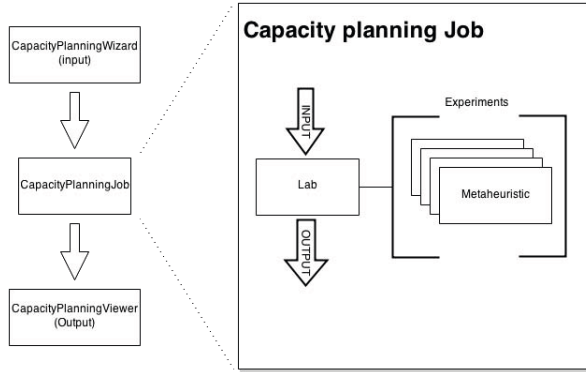 CapacityPlanningWizard
(input)
CapacityPlanningJob
CapacityPlanningViewer
(Output)
Capacity planning Job
INPUT
Experiments
Lab
Metaheuristic
OUTPUT